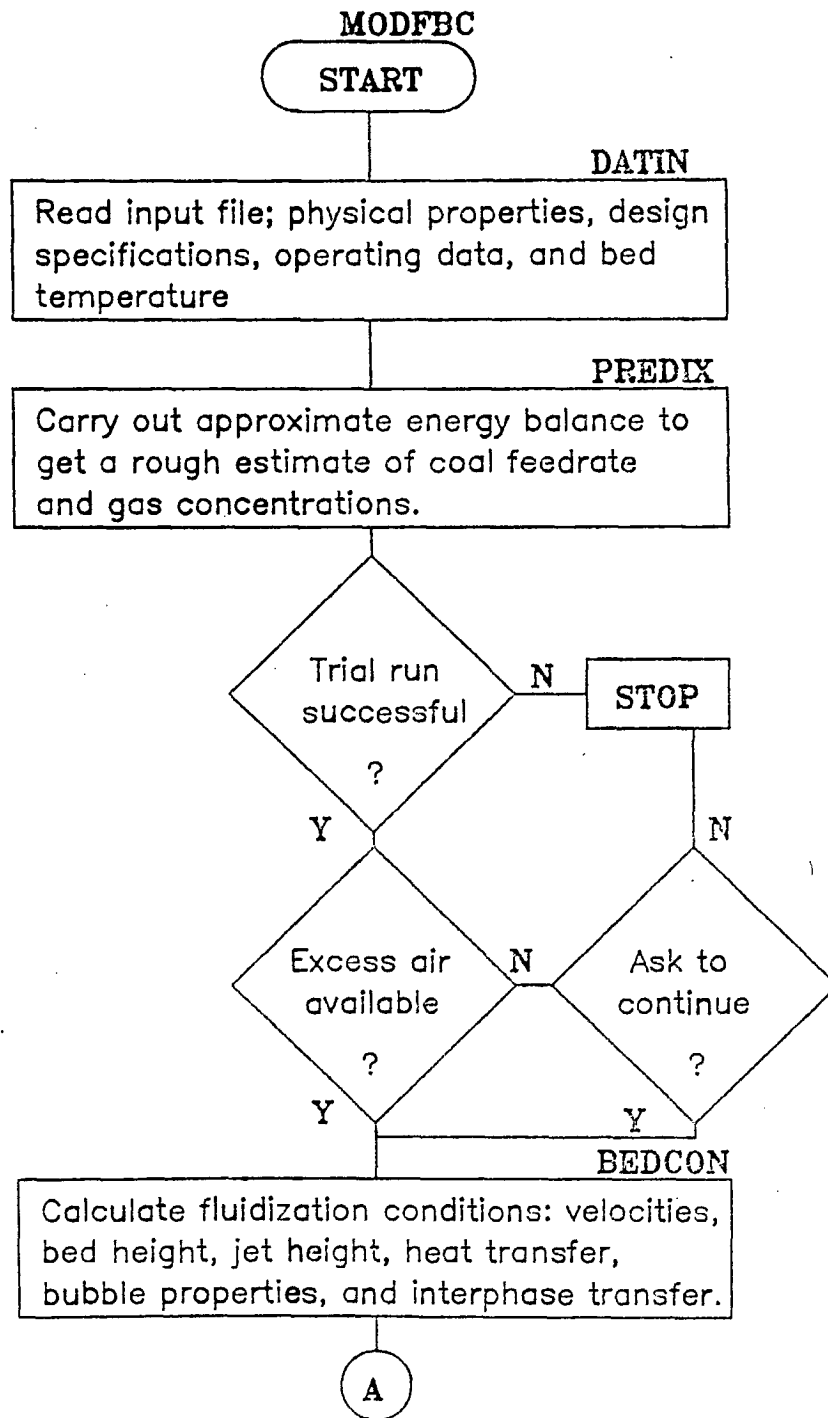 MODFBC
START
DATIN
Read input file; physical properties, design
specifications, operating data, and bed
temperature
PREDIX
Carry out approximate energy balance to
get a rough estimate of coal feedrate
and gas concentrations.
Trial run
successful
?
N
STOP
Y
N
Excess air
available
?
N
Ask to
continue
?
Y
Y
BEDCON
Calculate fluidization conditions: velocities,
bed height, jet height, heat transfer,
bubble properties, and interphase transfer.
A